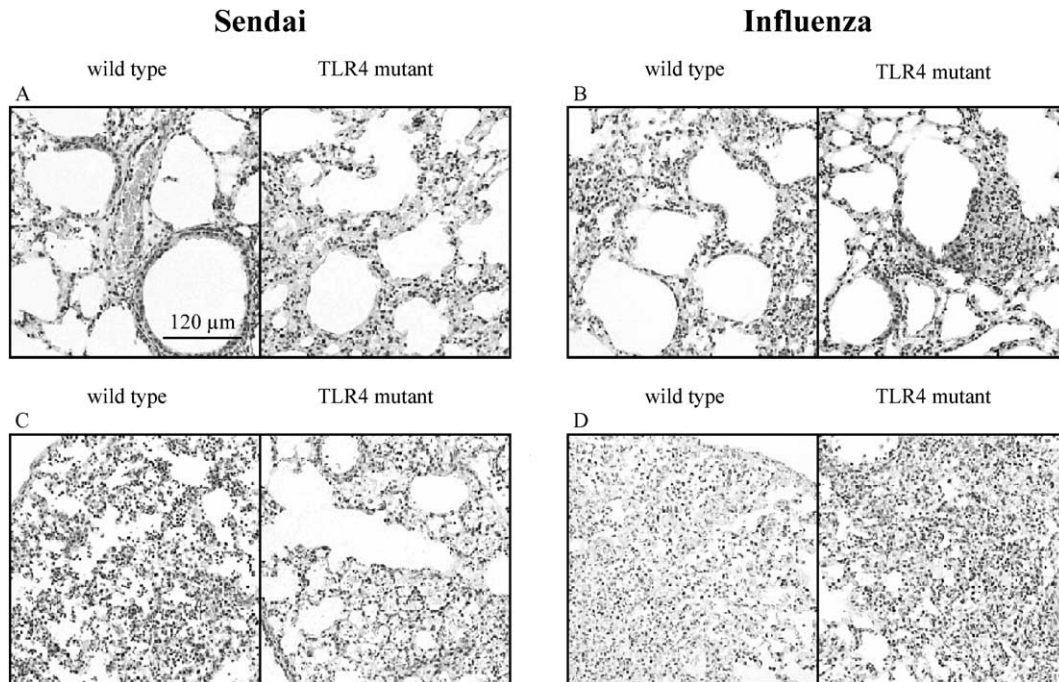 Sendai Influenza
wild type TLR4 mutant wild type TLR4 mutant
A B
120 µm
wild type TLR4 mutant wild type TLR4 mutant
C D